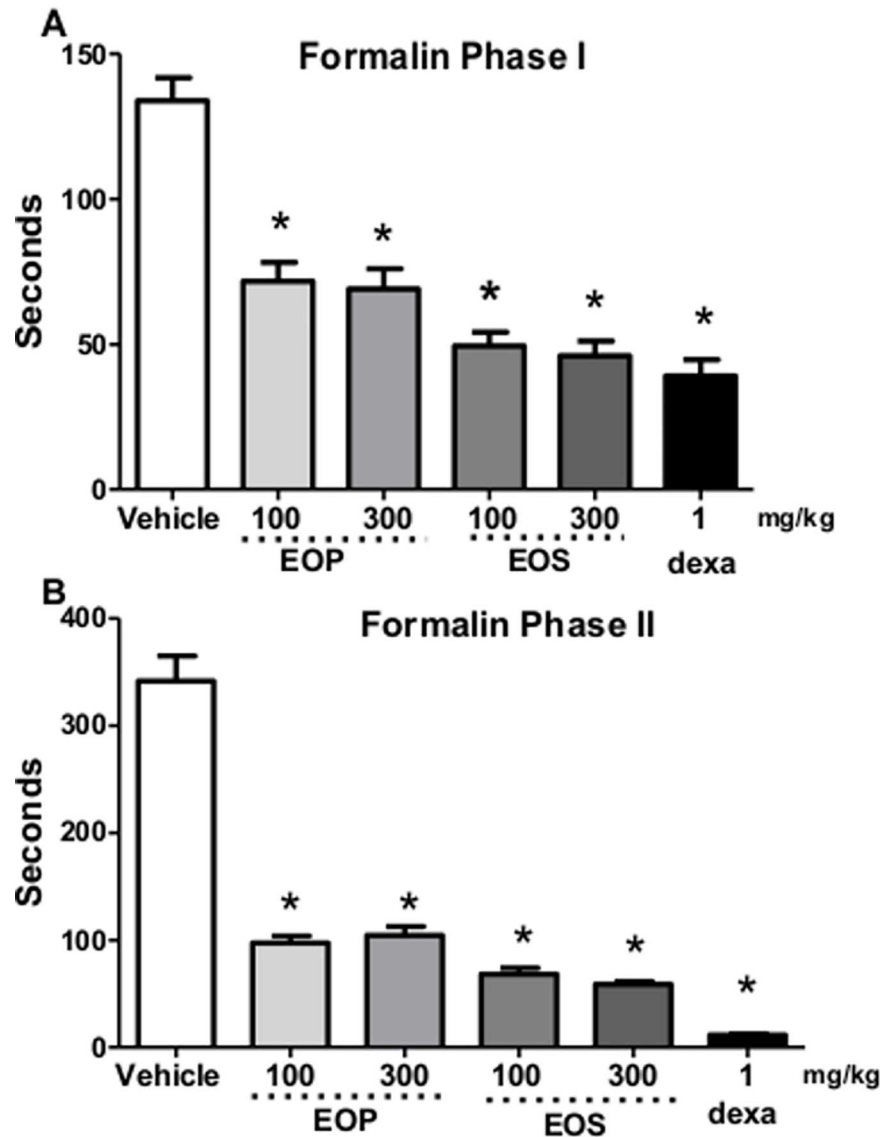 A
Formalin Phase I
150
100
50
0
Seconds
* * * * *
Vehicle 100 300 100 300 1 mg/kg
EOP EOS dexa
B
Formalin Phase II
400
300
200
100
0
Seconds
* * * * *
Vehicle 100 300 100 300 1 mg/kg
EOP EOS dexa